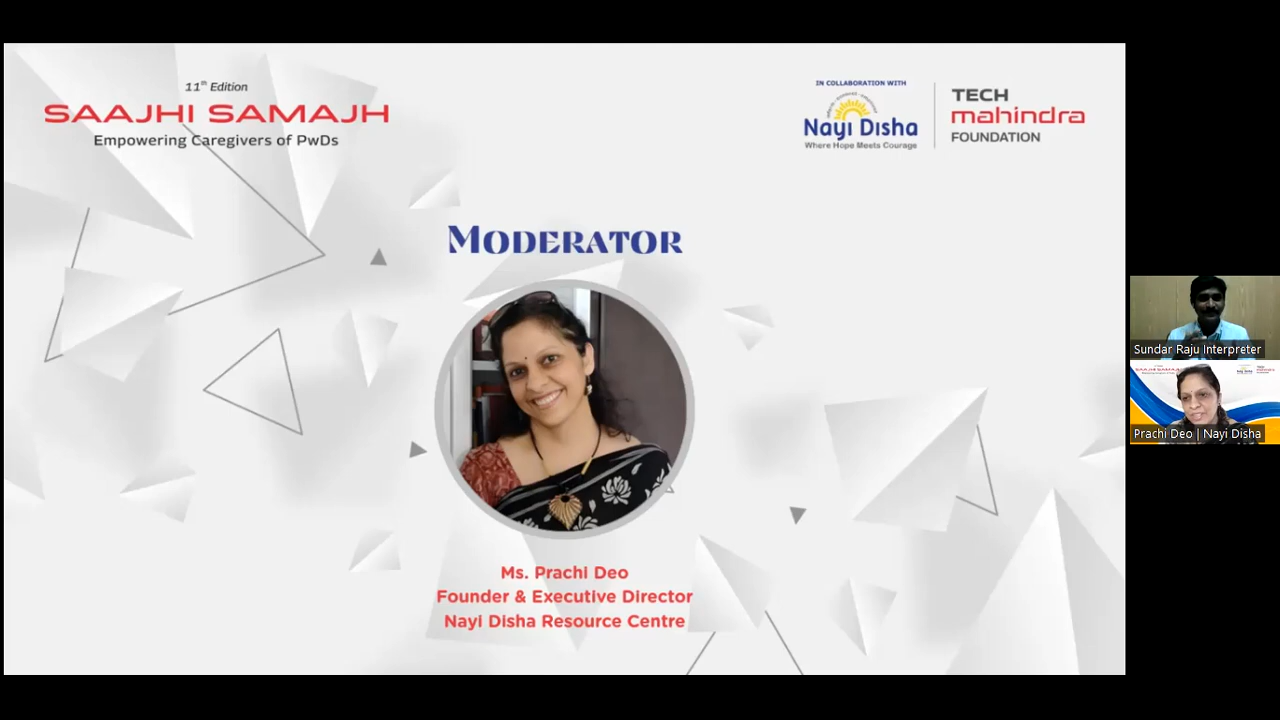 11th Edition
SAAJHI SAMAJH
Empowering Caregivers of PwDs
IN COLLABORATION WITH
Nayi Disha
Where Hope Meets Courage
TECH
mahindra
FOUNDATION
MODERATOR
Ms. Prachi Deo
Founder & Executive Director
Nayi Disha Resource Centre
Sundar Raju Interpreter
SAAJHI SAMAJH
Prachi Deo | Nayi Disha